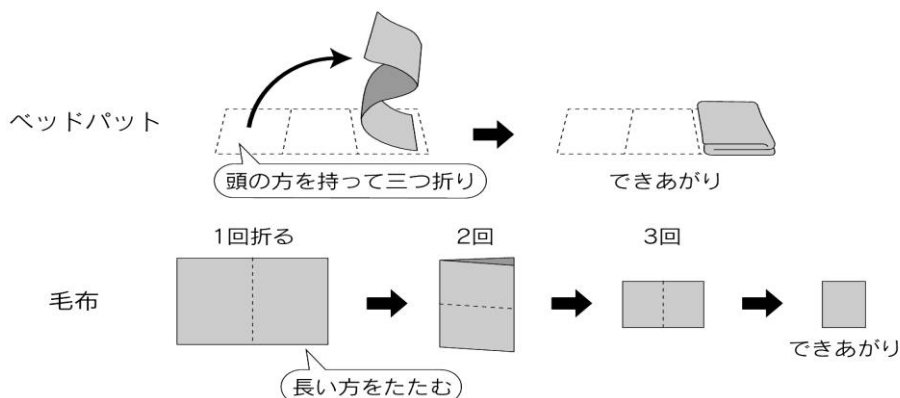 ベッドパット
頭の方を持って三つ折り
できあがり
毛布
1回折る
2回
3回
長い方をたたむ
できあがり